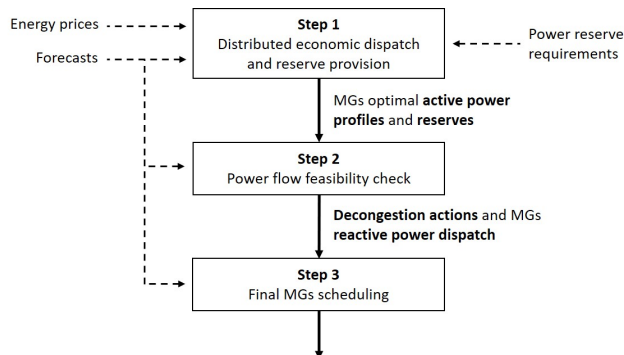 Energy prices
Forecasts
Step 1
Distributed economic dispatch
and reserve provision
Power reserve
requirements
MGs optimal active power
profiles and reserves
Step 2
Power flow feasibility check
Decongestion actions and MGs
reactive power dispatch
Step 3
Final MGs scheduling